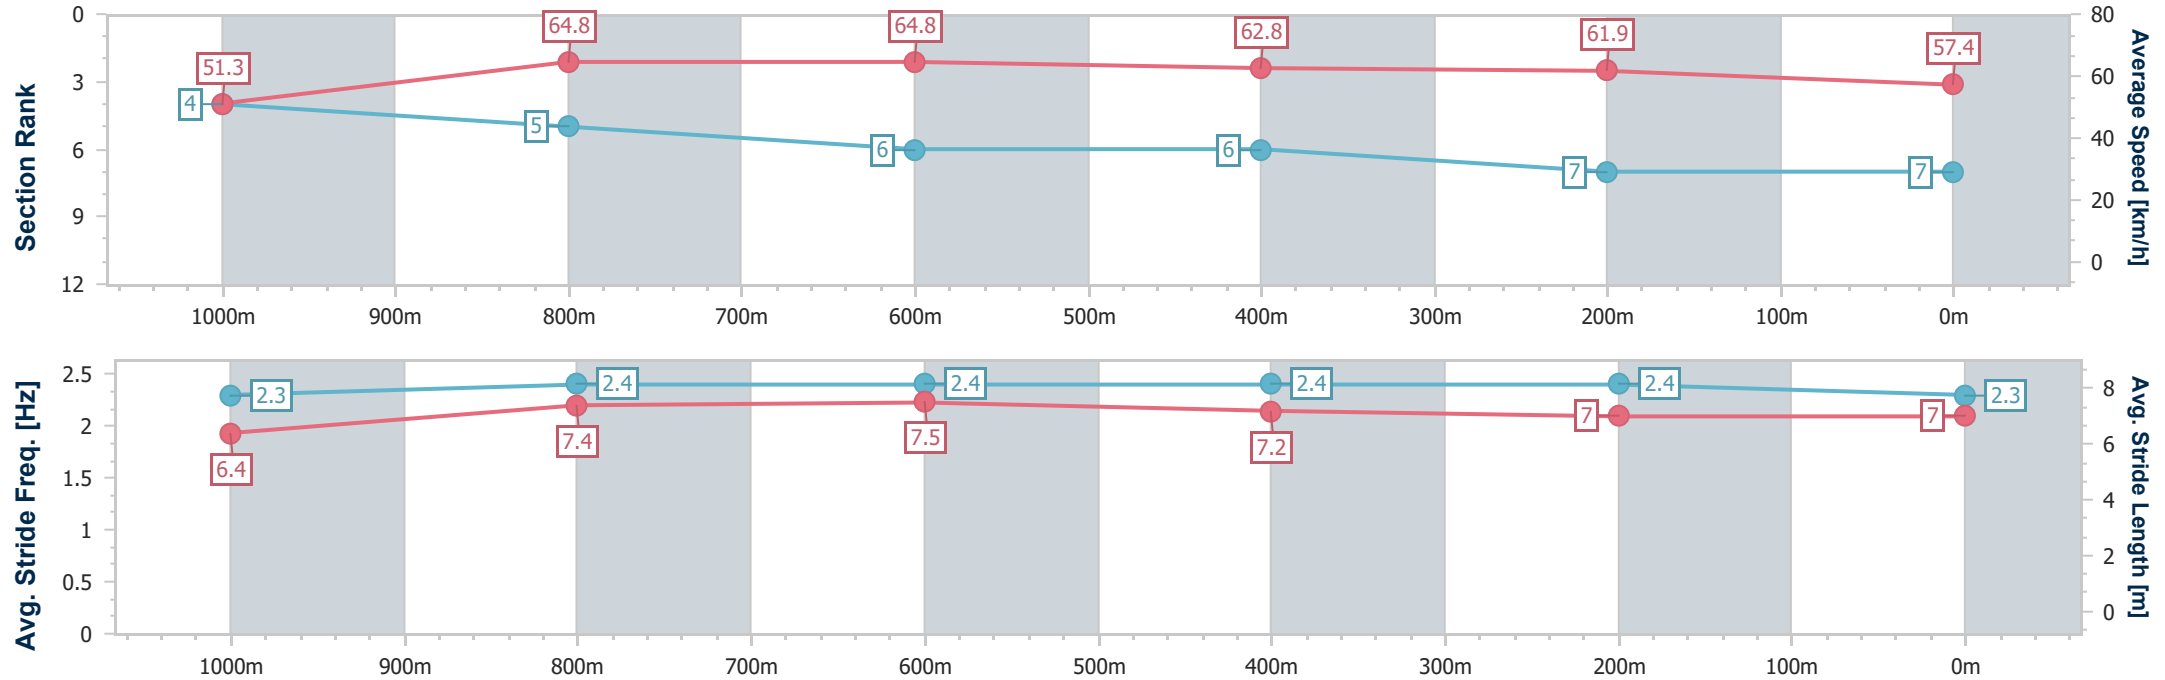 Section Rank
0
3
6
9
12
51.3
64.8
64.8
62.8
61.9
57.4
4
5
6
6
7
7
80
60
40
20
0
Average Speed [km/h]
1000m
900m
800m
700m
600m
500m
400m
300m
200m
100m
0m
Avg. Stride Freq. [Hz]
2.5
2
1.5
1
0.5
0
2.3
2.4
2.4
2.4
2.4
2.3
6.4
7.4
7.5
7.2
7
7
8
6
4
2
0
Avg. Stride Length [m]
1000m
900m
800m
700m
600m
500m
400m
300m
200m
100m
0m